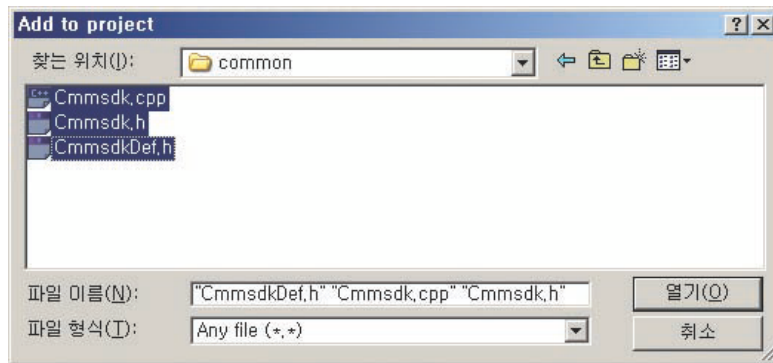 Add to project
찾는 위치(I): common
Cmmsdk.cpp
Cmmsdk.h
CmmsdkDef.h
파일 이름(N): "CmmsdkDef.h" "Cmmsdk.cpp" "Cmmsdk.h" 열기(O)
파일 형식(T): Any file (*.*) 취소